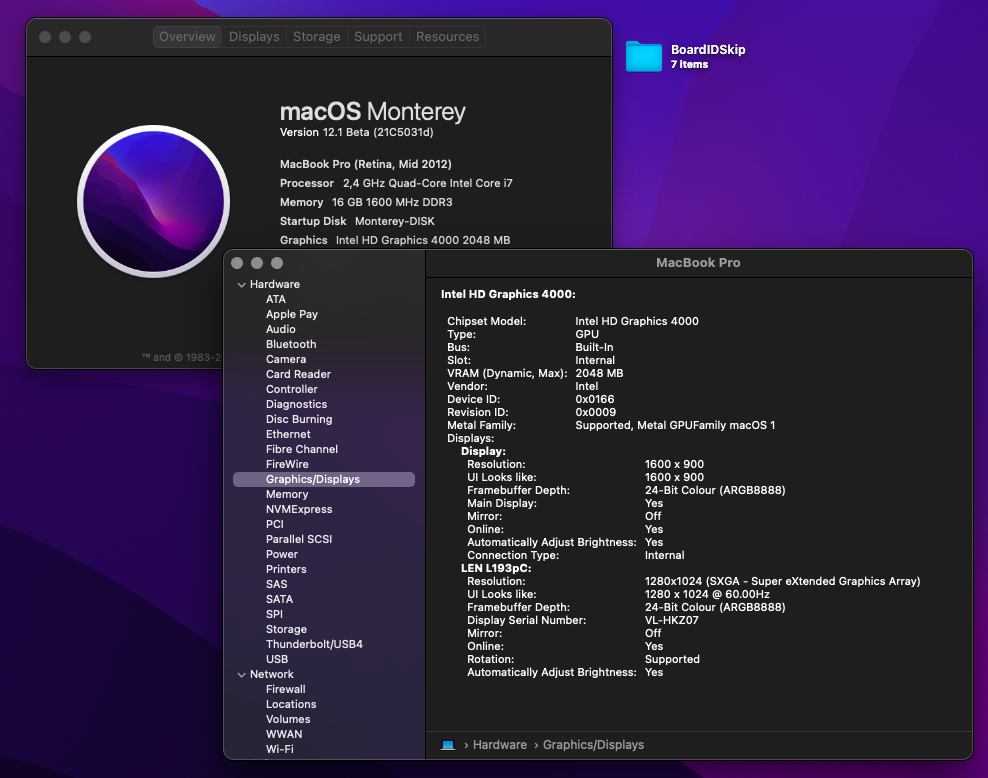 Overview Displays Storage Support Resources
BoardIDSkip
7 items
macOS Monterey
Version 12.1 Beta (21C5031d)
MacBook Pro (Retina, Mid 2012)
Processor 2,4 GHz Quad-Core Intel Core i7
Memory 16 GB 1600 MHz DDR3
Startup Disk Monterey-DISK
Graphics Intel HD Graphics 4000 2048 MB
™ and © 1983-2
MacBook Pro
Hardware
ATA
Apple Pay
Audio
Bluetooth
Camera
Card Reader
Controller
Diagnostics
Disc Burning
Ethernet
Fibre Channel
FireWire
Graphics/Displays
Memory
NVMExpress
PCI
Parallel SCSI
Power
Printers
SAS
SATA
SPI
Storage
Thunderbolt/USB4
USB
Network
Firewall
Locations
Volumes
WWAN
Wi-Fi
Intel HD Graphics 4000:
Chipset Model: Intel HD Graphics 4000
Type: GPU
Bus: Built-In
Slot: Internal
VRAM (Dynamic, Max): 2048 MB
Vendor: Intel
Device ID: 0x0166
Revision ID: 0x0009
Metal Family: Supported, Metal GPUFamily macOS 1
Displays:
Display:
Resolution: 1600 x 900
UI Looks like: 1600 x 900
Framebuffer Depth: 24-Bit Colour (ARGB8888)
Main Display: Yes
Mirror: Off
Online: Yes
Automatically Adjust Brightness: Yes
Connection Type: Internal
LEN L193pC:
Resolution: 1280x1024 (SXGA - Super eXtended Graphics Array)
UI Looks like: 1280 x 1024 @ 60.00Hz
Framebuffer Depth: 24-Bit Colour (ARGB8888)
Display Serial Number: VL-HKZ07
Mirror: Off
Online: Yes
Rotation: Supported
Automatically Adjust Brightness: Yes
› Hardware › Graphics/Displays